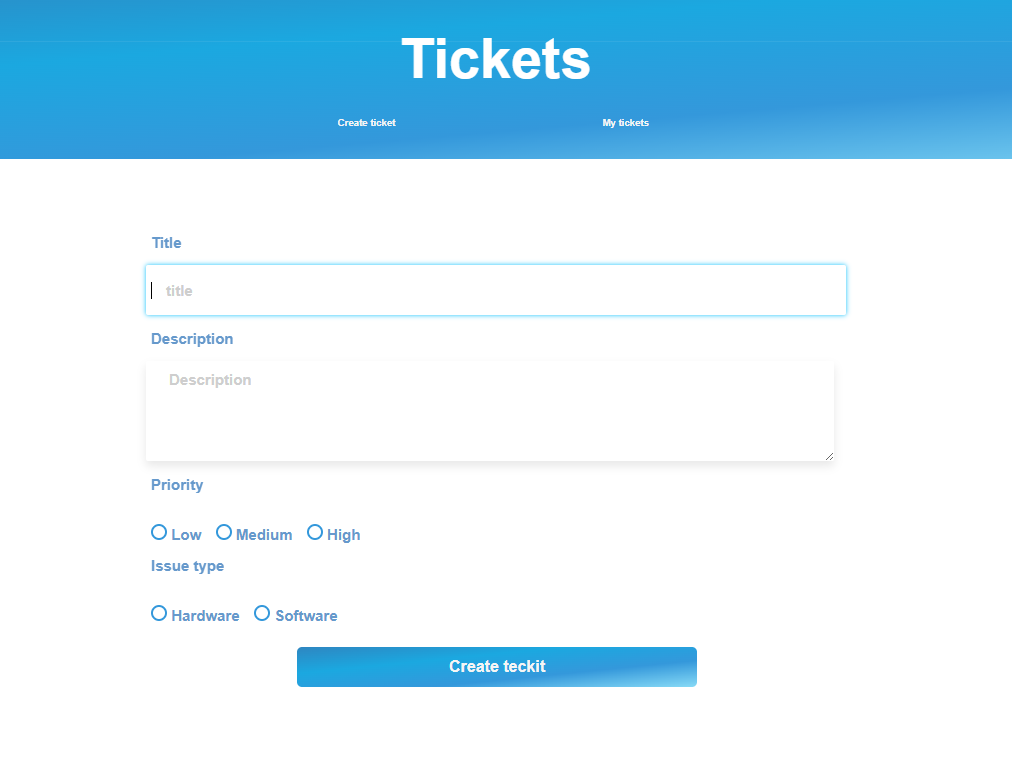 Tickets
Create ticket My tickets
Title
title
Description
Description
Priority
Low Medium High
Issue type
Hardware Software
Create teckit